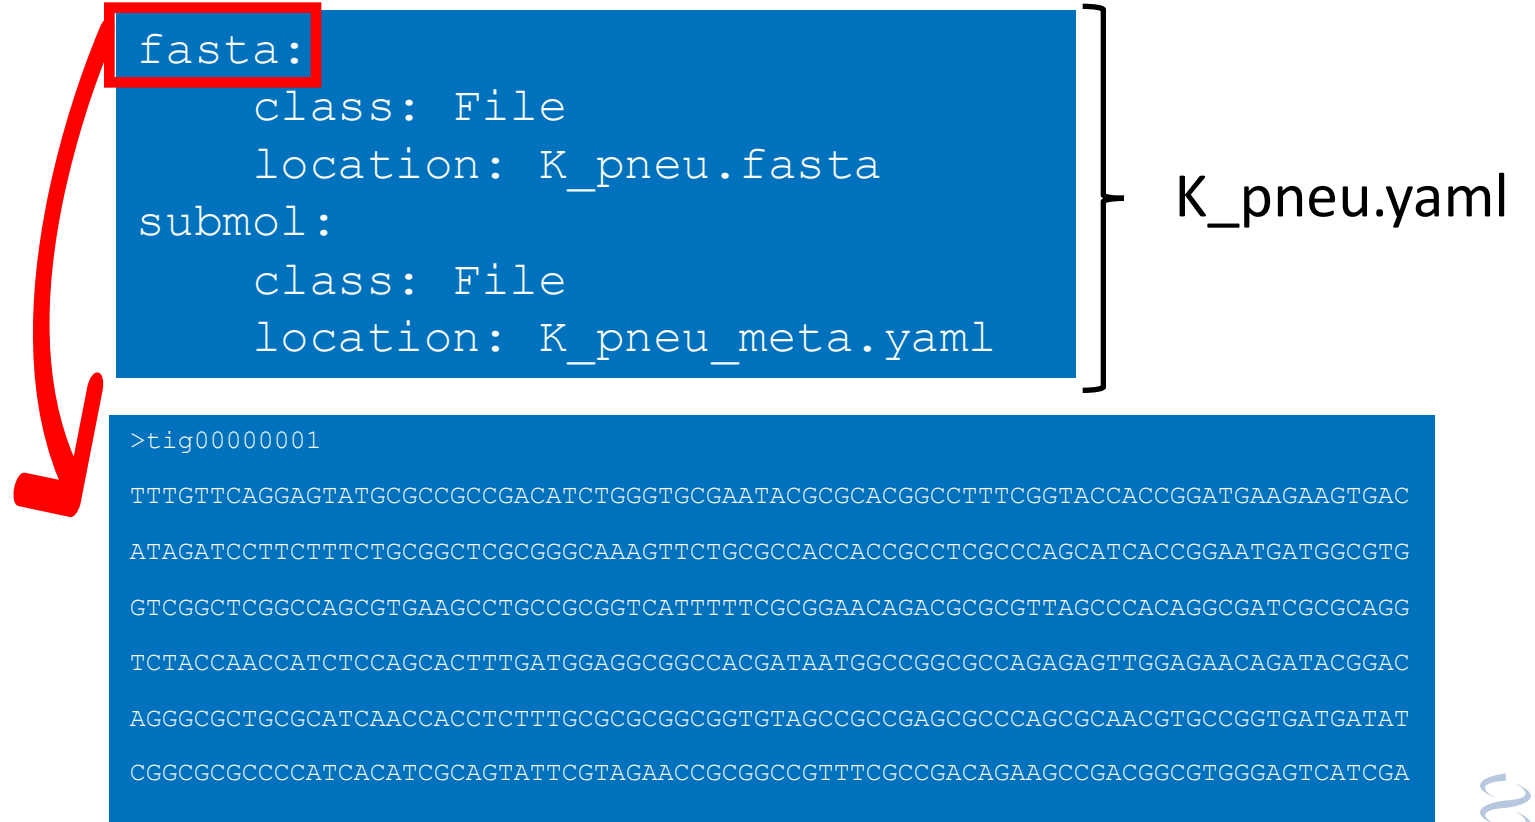 fasta:
class: File
location: K_pneu.fasta
submol:
class: File
location: K_pneu_meta.yaml
K_pneu.yaml
>tig00000001
TTTGTTCAGGAGTATGCGCCGCCGACATCTGGGTGCGAATACGCGCACGGCCTTTCGGTACCACCGGATGAAGAAGTGAC
ATAGATCCTTCTTTCTGCGGCTCGCGGGCAAAGTTCTGCGCCACCACCGCCTCGCCCAGCATCACCGGAATGATGGCGTG
GTCGGCTCGGCCAGCGTGAAGCCTGCCGCGGTCATTTTTCGCGGAACAGACGCGCGTTAGCCCACAGGCGATCGCGCAGG
TCTACCAACCATCTCCAGCACTTTGATGGAGGCGGCCACGATAATGGCCGGCGCCAGAGAGTTGGAGAACAGATACGGAC
AGGGCGCTGCGCATCAACCACCTCTTTGCGCGCGGCGGTGTAGCCGCCGAGCGCCCAGCGCAACGTGCCGGTGATGATAT
CGGCGCGCCCCATCACATCGCAGTATTCGTAGAACCGCGGCCGTTTCGCCGACAGAAGCCGACGGCGTGGGAGTCATCGA